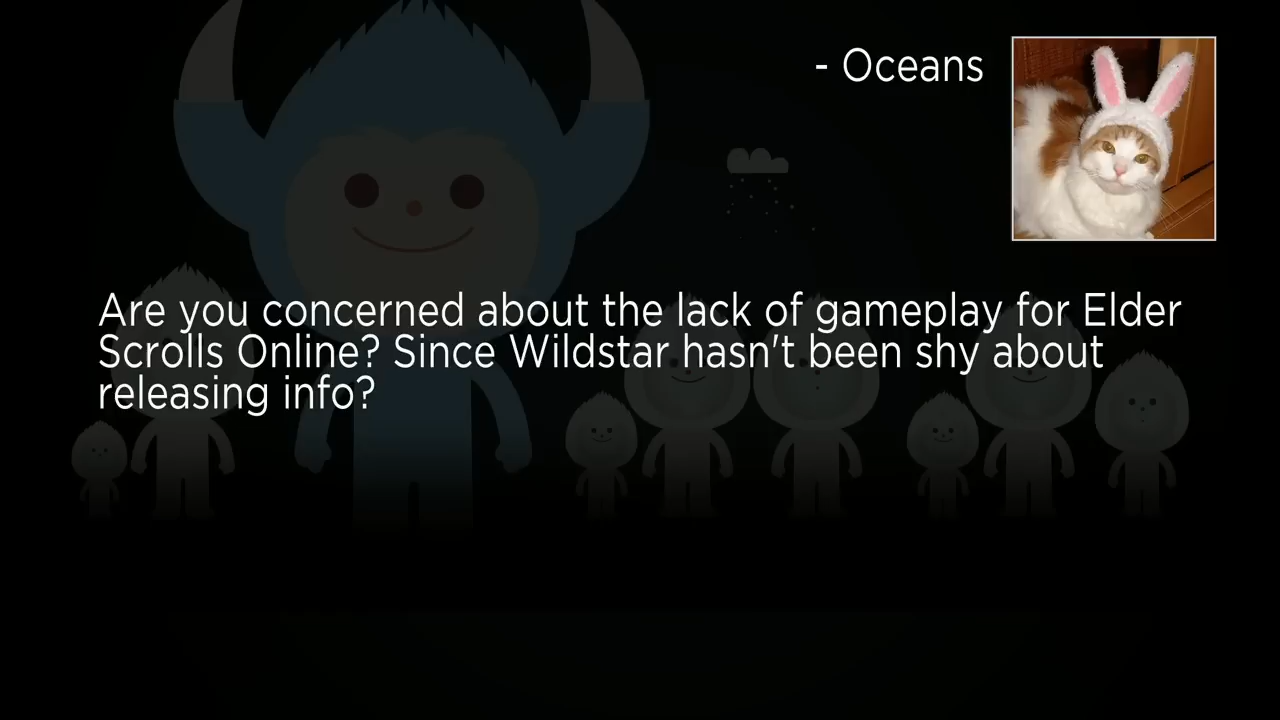 - Oceans
Are you concerned about the lack of gameplay for Elder
Scrolls Online? Since Wildstar hasn't been shy about
releasing info?